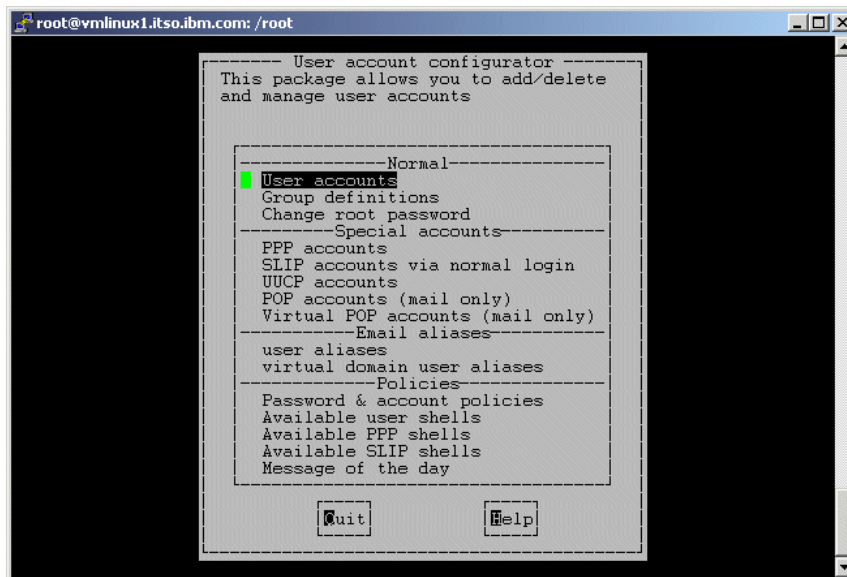 root@vmlinux1.itso.ibm.com: /root
User account configurator
This package allows you to add/delete
and manage user accounts
Normal
User accounts
Group definitions
Change root password
Special accounts
PPP accounts
SLIP accounts via normal login
UUCP accounts
POP accounts (mail only)
Virtual POP accounts (mail only)
Email aliases
user aliases
virtual domain user aliases
Policies
Password & account policies
Available user shells
Available PPP shells
Available SLIP shells
Message of the day
Quit Help